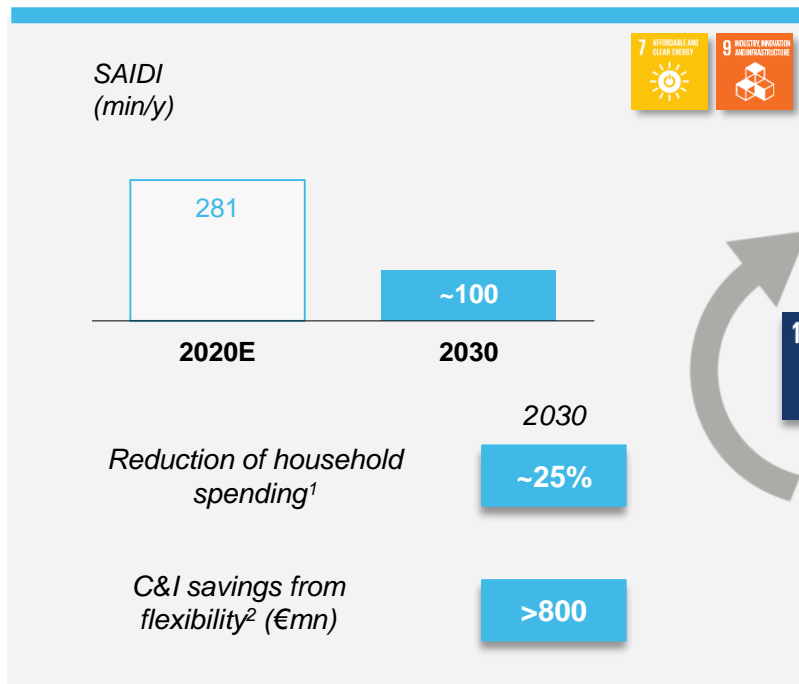 SAIDI
(min/y)
7 AFFORDABLE AND
CLEAN ENERGY
9 INDUSTRY, INNOVATION
AND INFRASTRUCTURE
281
~100
2020E
2030
2030
Reduction of household
spending¹
~25%
C&I savings from
flexibility² (€mn)
>800
1